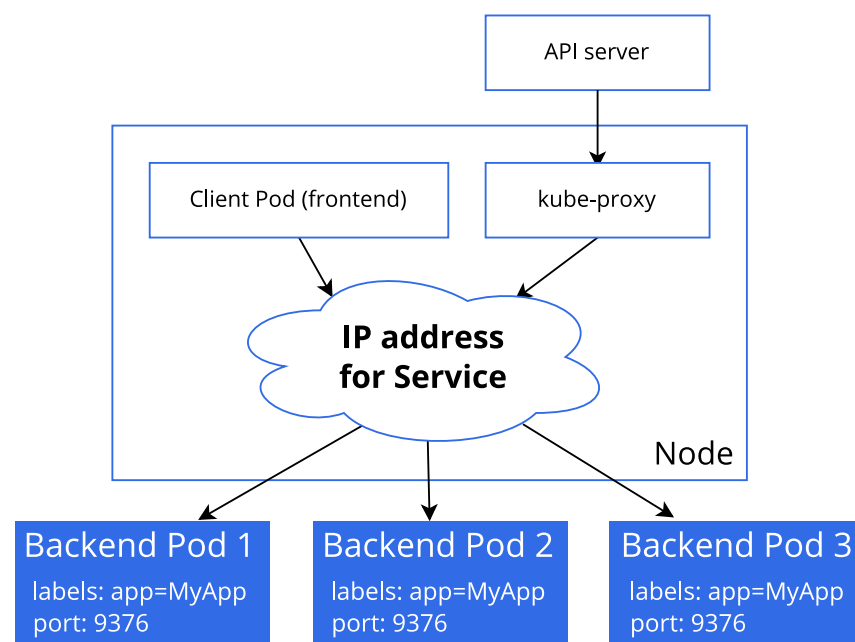 API server
Client Pod (frontend)
kube-proxy
IP address
for Service
Node
Backend Pod 1
labels: app=MyApp
port: 9376
Backend Pod 2
labels: app=MyApp
port: 9376
Backend Pod 3
labels: app=MyApp
port: 9376